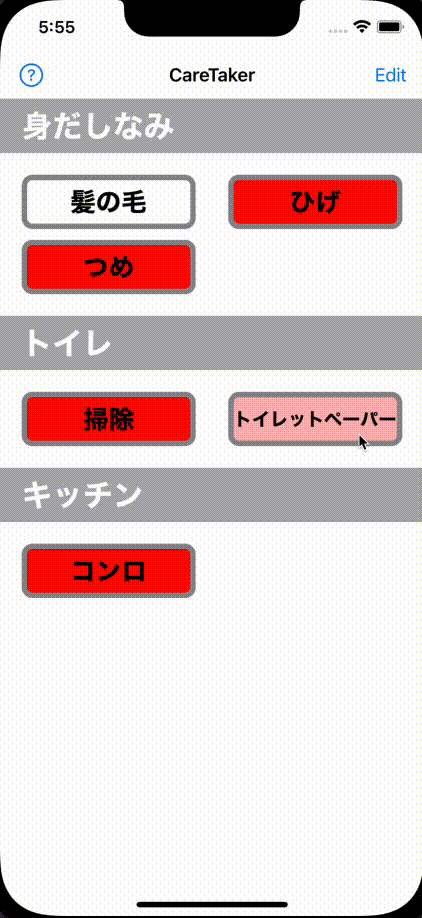 5:55
? CareTaker Edit
身だしなみ
髪の毛 ひげ
つめ
トイレ
掃除 トイレットペーパー
キッチン
コンロ